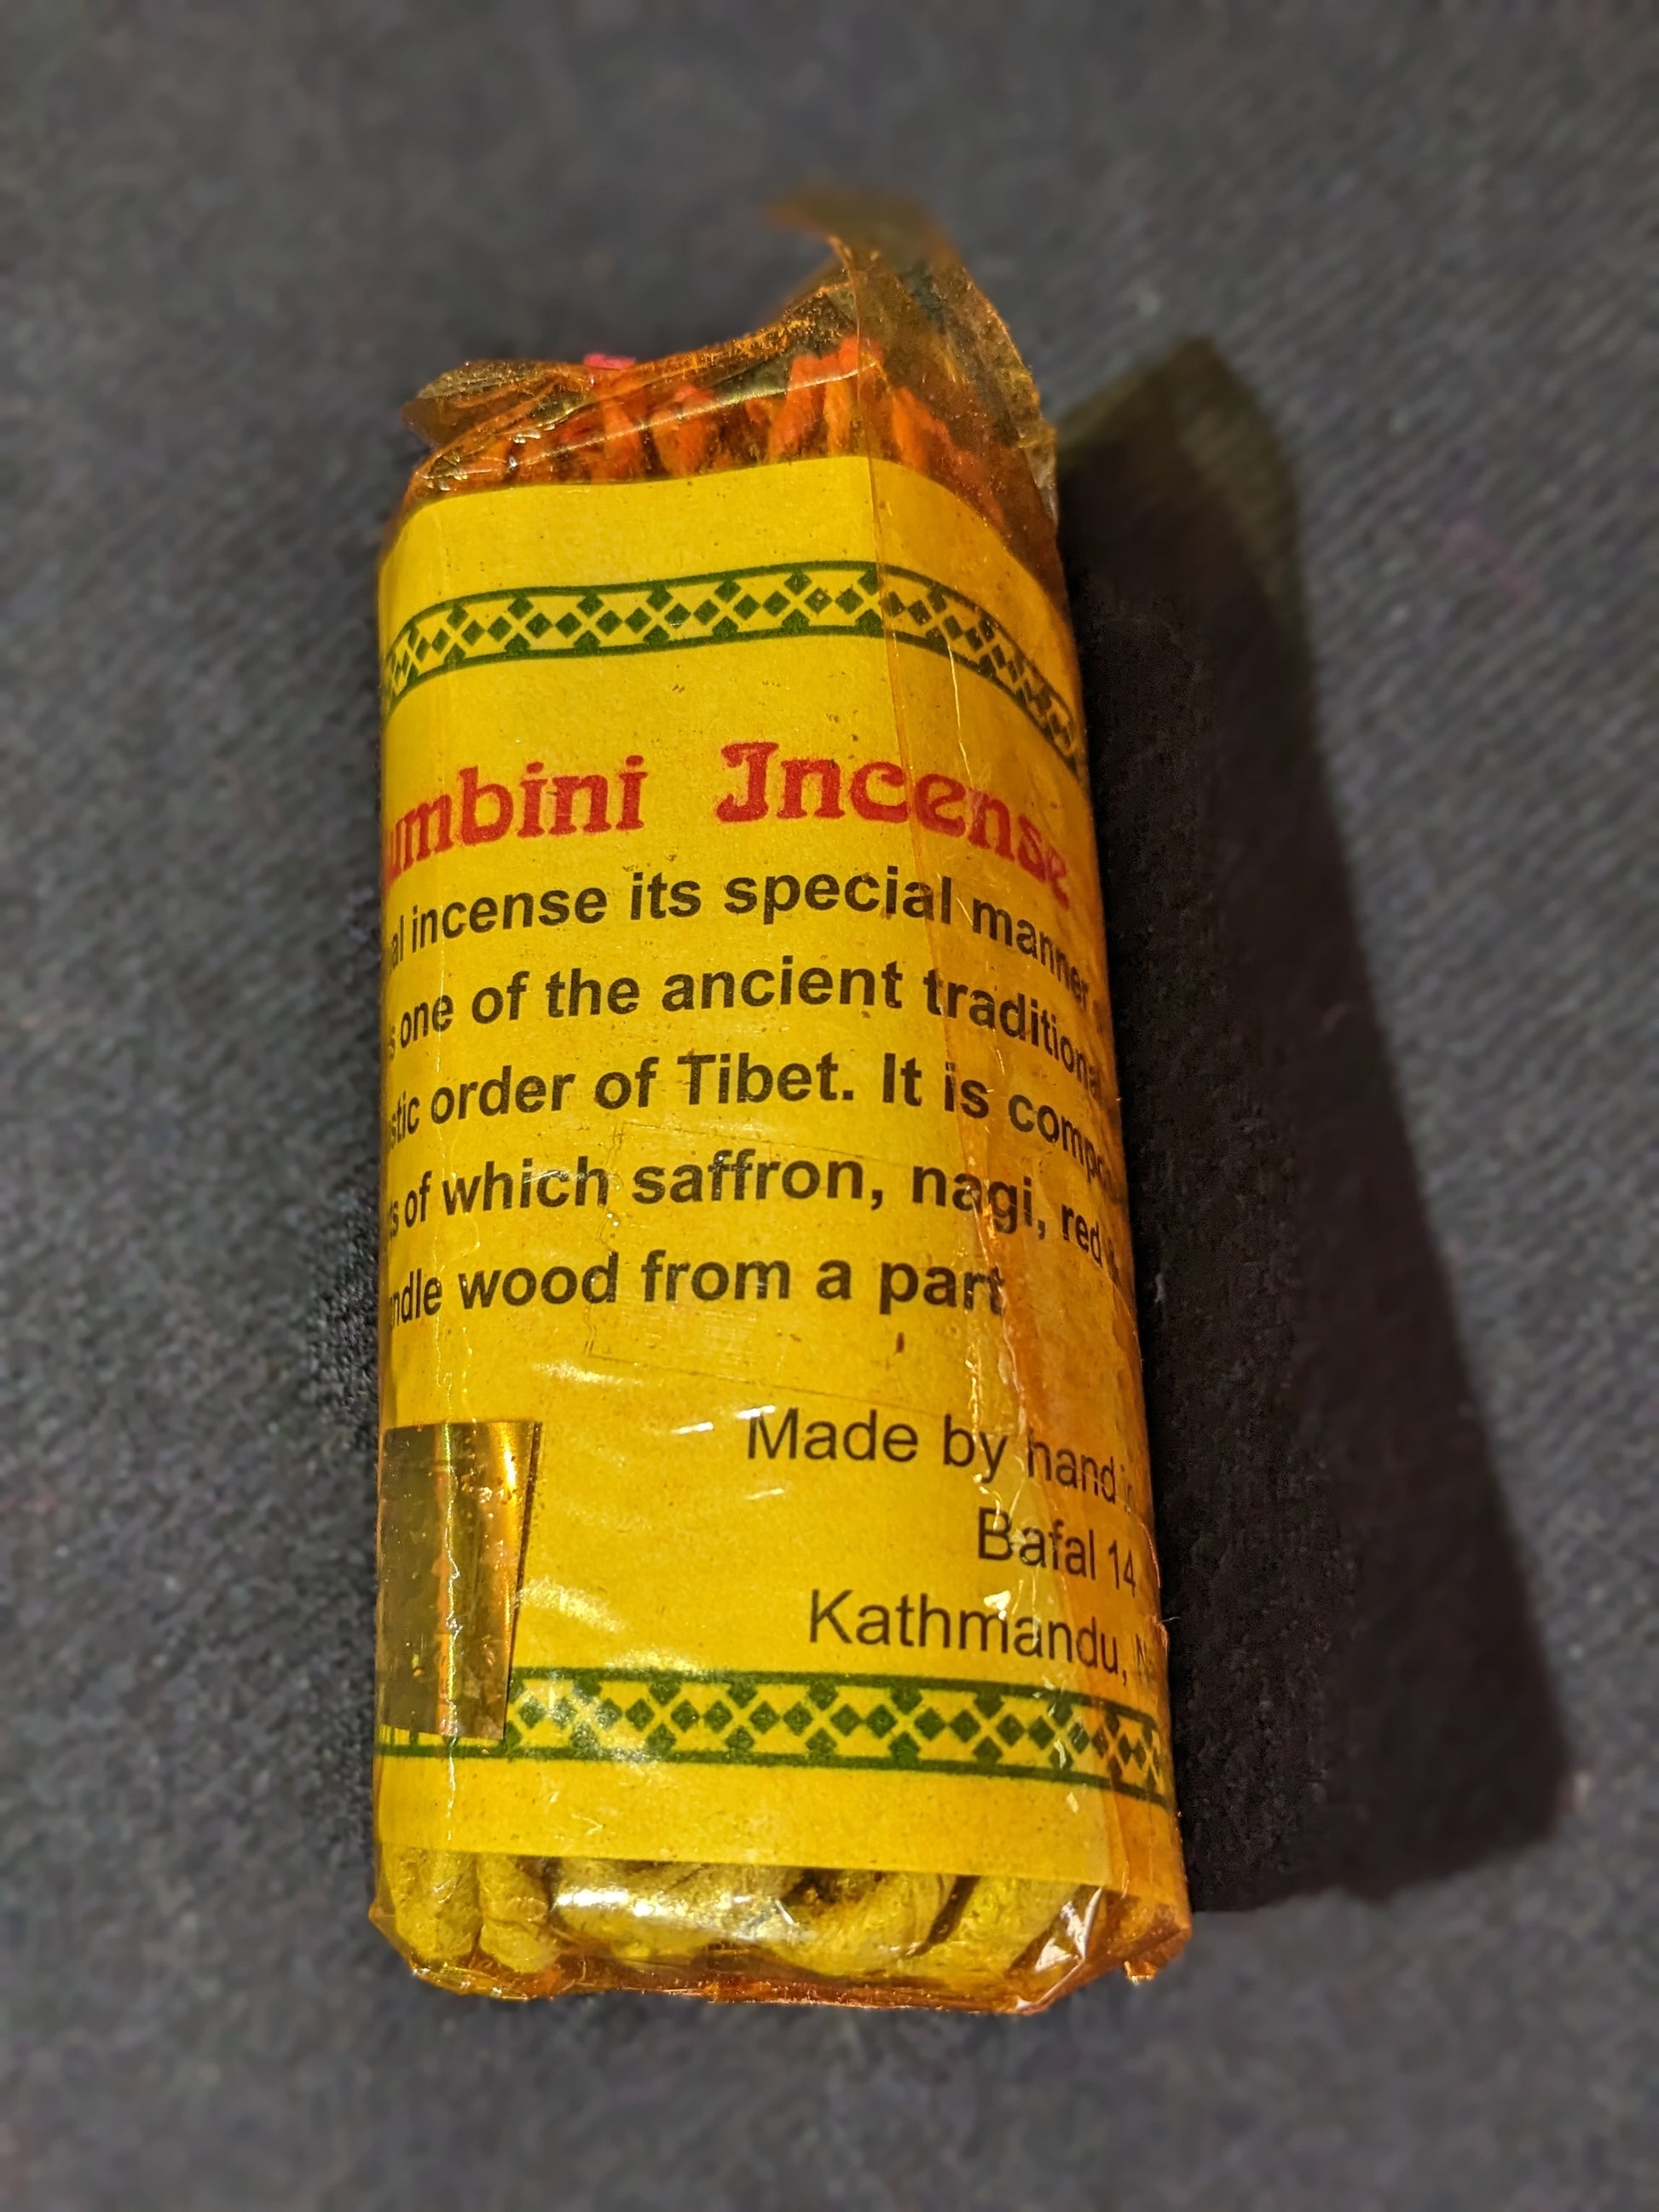 umbini Incense
al incense its special manner
one of the ancient traditional
stic order of Tibet. It is compo
s of which saffron, nagi, red &
ndle wood from a part
Made by hand i
Bafal 14
Kathmandu, N